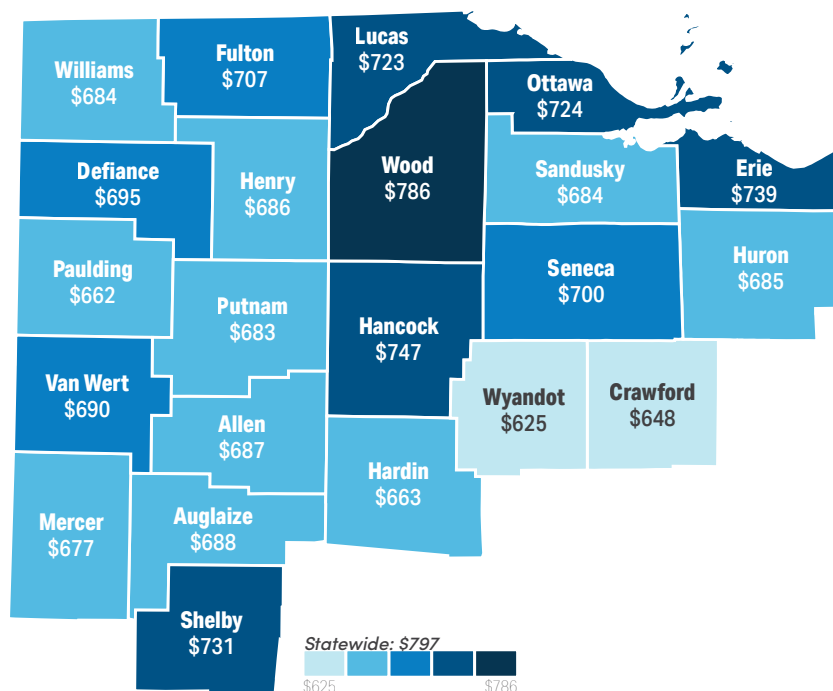 Williams
$684
Fulton
$707
Lucas
$723
Ottawa
$724
Defiance
$695
Henry
$686
Wood
$786
Sandusky
$684
Erie
$739
Paulding
$662
Putnam
$683
Hancock
$747
Seneca
$700
Huron
$685
Van Wert
$690
Allen
$687
Wyandot
$625
Crawford
$648
Hardin
$663
Mercer
$677
Auglaize
$688
Shelby
$731
Statewide: $797
$625
$786